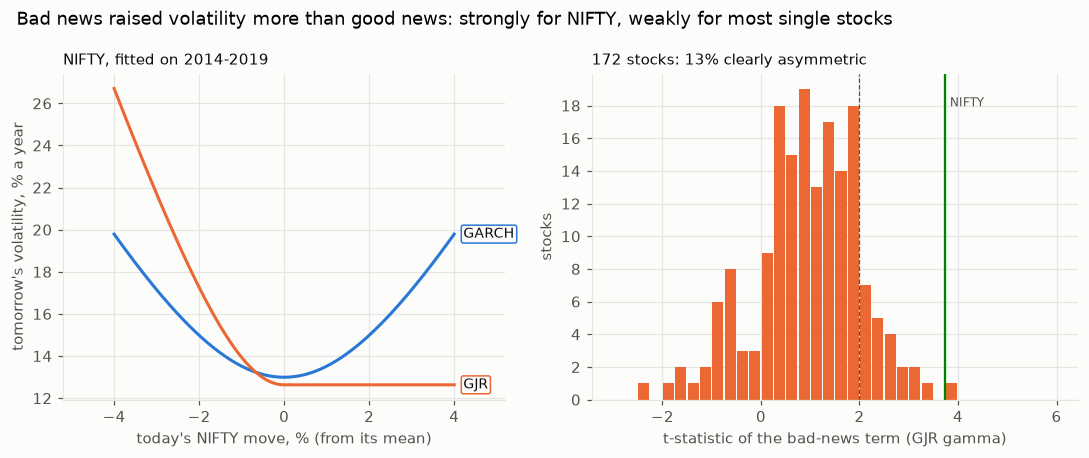 Bad news raised volatility more than good news: strongly for NIFTY, weakly for most single stocks
NIFTY, fitted on 2014-2019
tomorrow's volatility, % a year
26
24
22
20
18
16
14
12
−4
−2
0
2
4
today's NIFTY move, % (from its mean)
GARCH
GJR
172 stocks: 13% clearly asymmetric
stocks
18
16
14
12
10
8
6
4
2
0
−2
0
2
4
6
t-statistic of the bad-news term (GJR gamma)
NIFTY